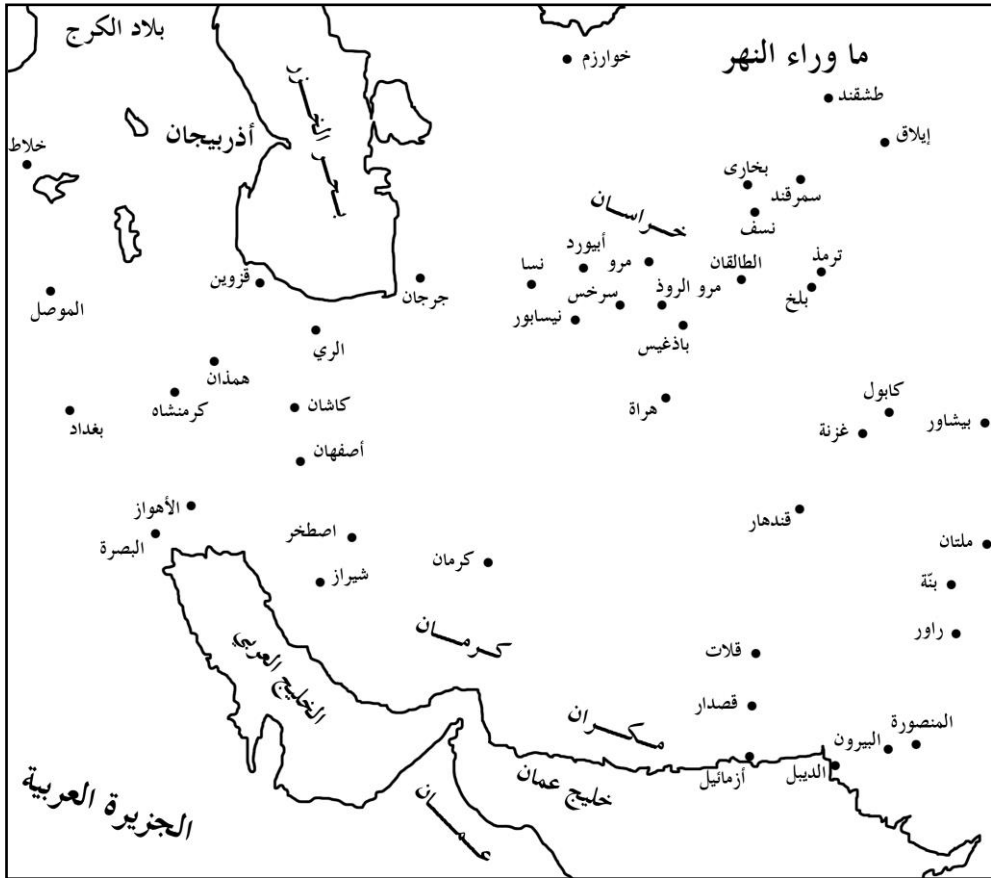 بلاد الكرج
بحر الخزر
خوارزم
ما وراء النهر
طشقند
إيلاق
أذربيجان
خلاط
بخارى
سمرقند
نسف
خراسان
أبيورد
مرو
نسا
الطالقان
ترمذ
بلخ
قزوين
جرجان
سرخس
مرو الروذ
نيسابور
باذغيس
الموصل
الري
همذان
كرمنشاه
كاشان
بغداد
هراة
كابول
غزنة
بيشاور
أصفهان
الأهواز
البصرة
اصطخر
شيراز
كرمان
قندهار
ملتان
بنّة
راور
كرمان
قلات
الخليج العربي
مكران
قصدار
المنصورة
البيرون
الديبل
أزمائيل
خليج عمان
عمان
الجزيرة العربية